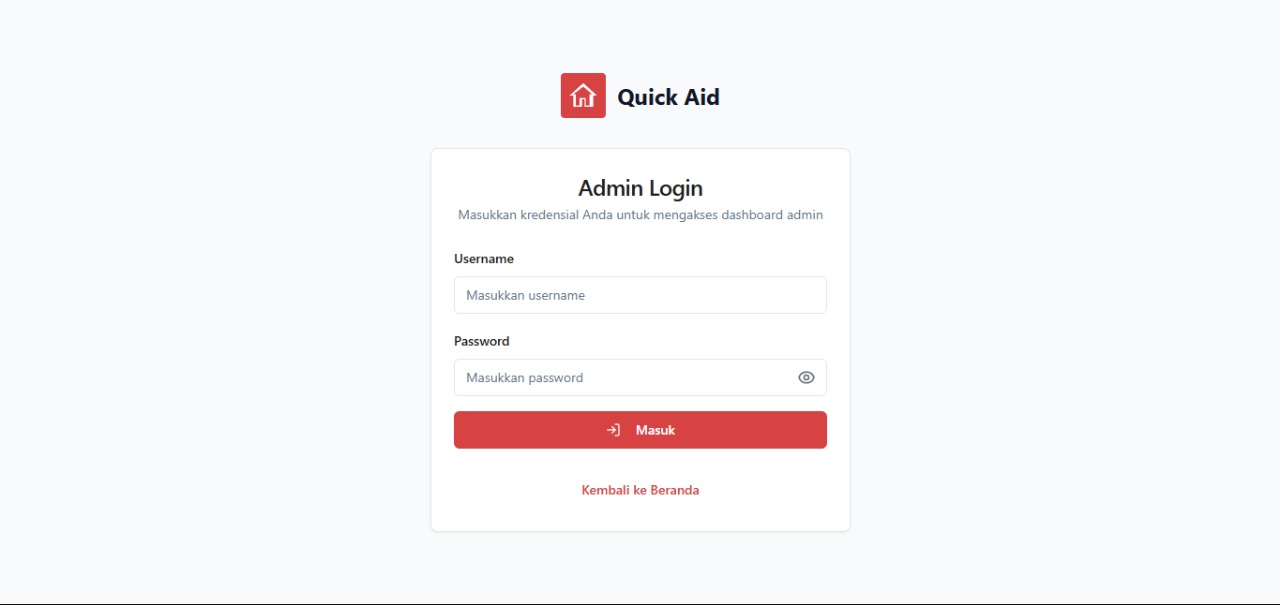 Quick Aid
Admin Login
Masukkan kredensial Anda untuk mengakses dashboard admin
Username
Masukkan username
Password
Masukkan password
Masuk
Kembali ke Beranda